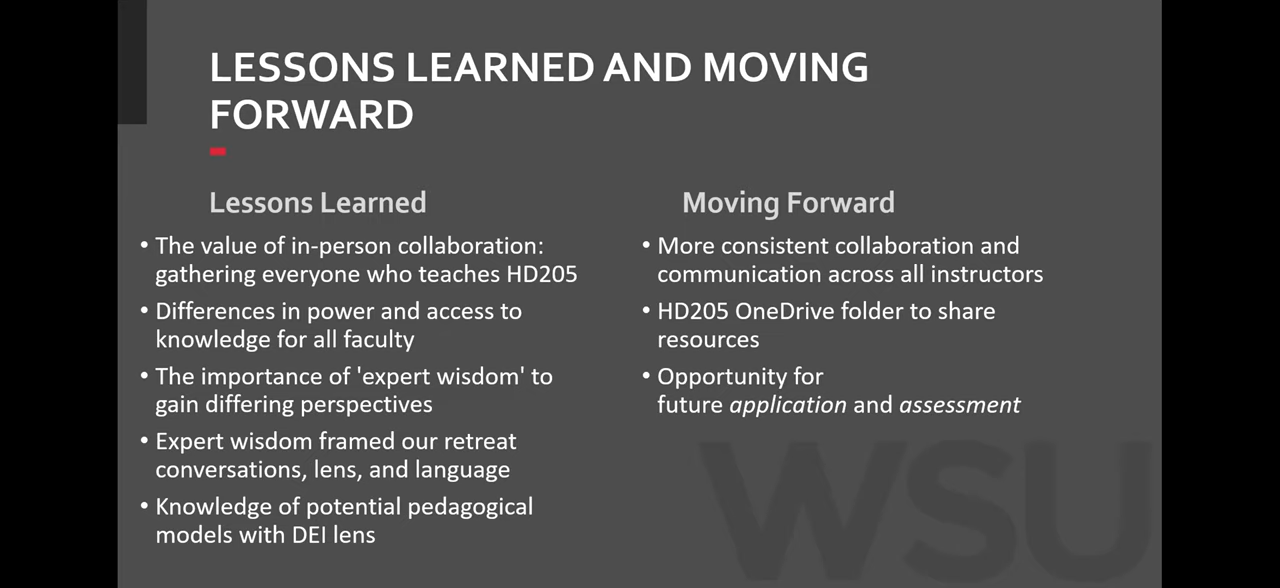 LESSONS LEARNED AND MOVING
FORWARD
Lessons Learned
• The value of in-person collaboration:
gathering everyone who teaches HD205
• Differences in power and access to
knowledge for all faculty
• The importance of 'expert wisdom' to
gain differing perspectives
• Expert wisdom framed our retreat
conversations, lens, and language
• Knowledge of potential pedagogical
models with DEI lens
Moving Forward
• More consistent collaboration and
communication across all instructors
• HD205 OneDrive folder to share
resources
• Opportunity for
future application and assessment
WSU